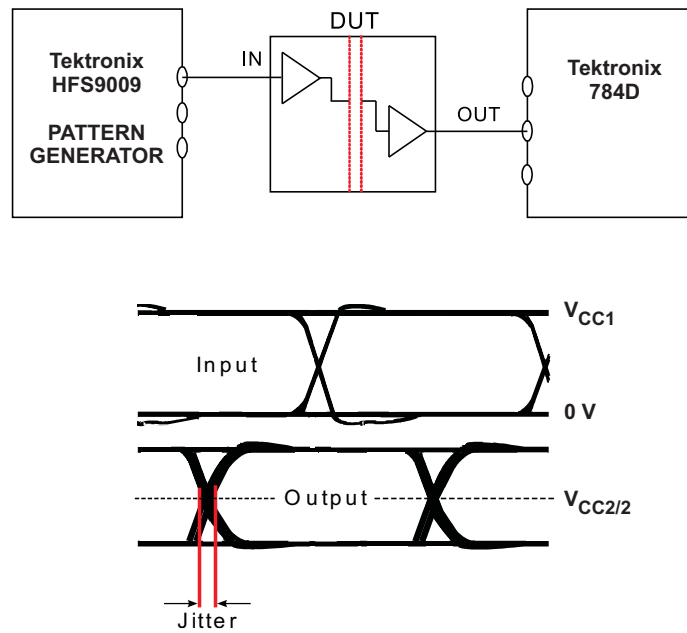 DUT
Tektronix
HFS9009
PATTERN
GENERATOR
IN
OUT
Tektronix
784D
VCC1
Input
0 V
Output
VCC2/2
Jitter